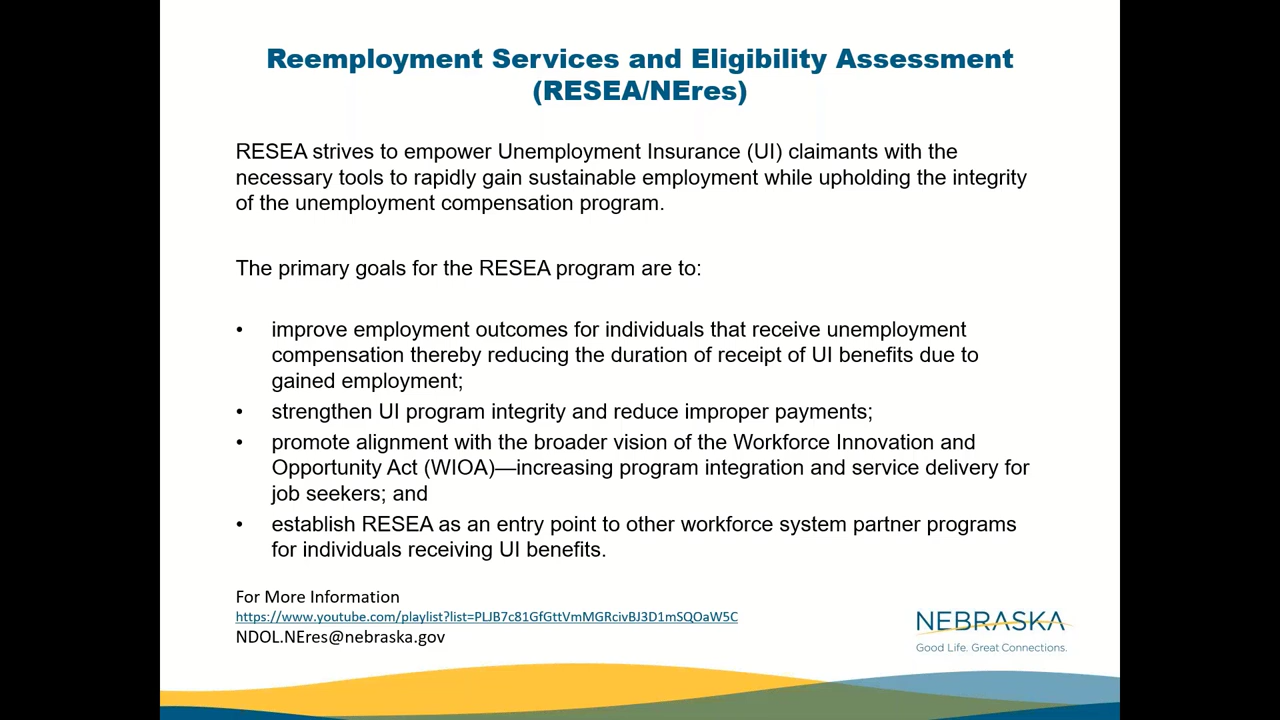 Reemployment Services and Eligibility Assessment
(RESEA/NEres)
RESEA strives to empower Unemployment Insurance (UI) claimants with the
necessary tools to rapidly gain sustainable employment while upholding the integrity
of the unemployment compensation program.
The primary goals for the RESEA program are to:
• improve employment outcomes for individuals that receive unemployment
compensation thereby reducing the duration of receipt of UI benefits due to
gained employment;
• strengthen UI program integrity and reduce improper payments;
• promote alignment with the broader vision of the Workforce Innovation and
Opportunity Act (WIOA)—increasing program integration and service delivery for
job seekers; and
• establish RESEA as an entry point to other workforce system partner programs
for individuals receiving UI benefits.
For More Information
https://www.youtube.com/playlist?list=PLJB7c81GfGttVmMGRcivBJ3D1mSQOaW5C
NDOL.NEres@nebraska.gov
NEBRASKA
Good Life. Great Connections.